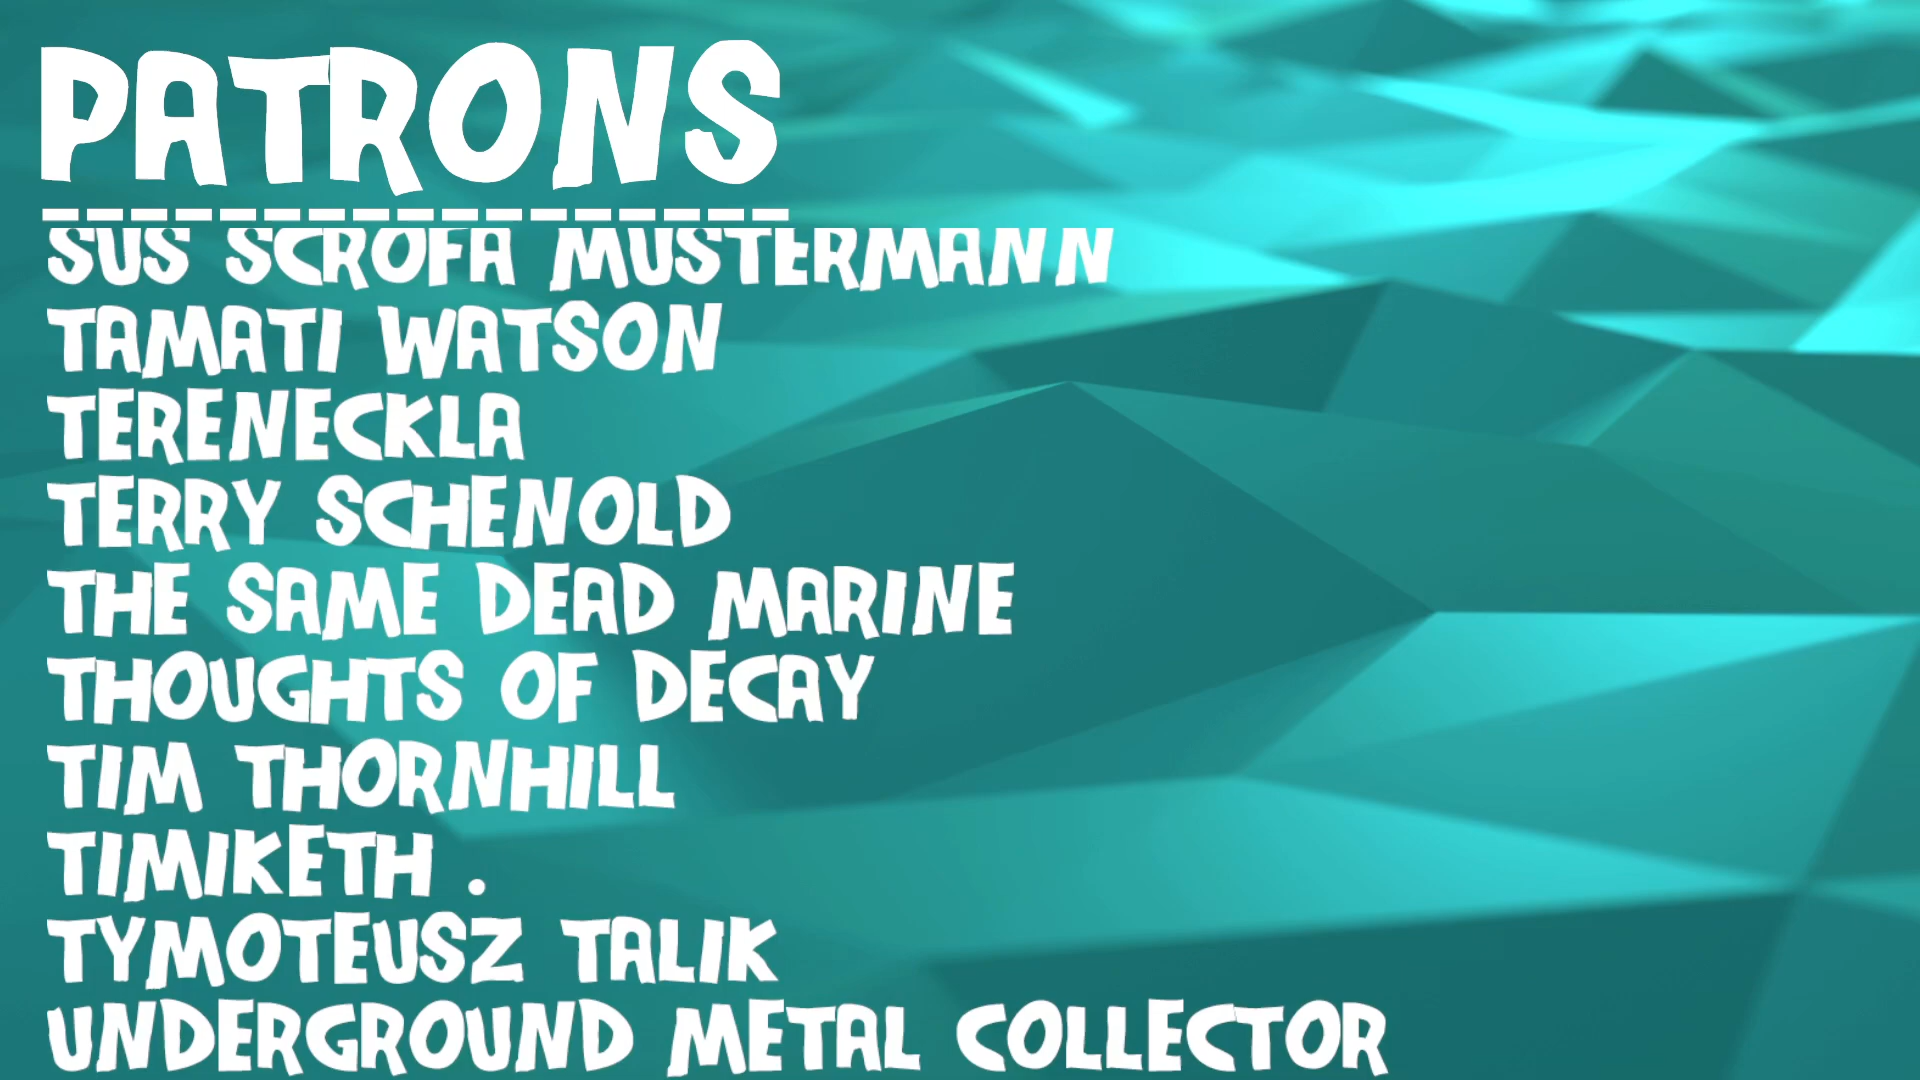 PATRONS
SUS SCROFA MUSTERMANN
TAMATI WATSON
TERENECKLA
TERRY SCHENOLD
THE SAME DEAD MARINE
THOUGHTS OF DECAY
TIM THORNHILL
TIMIKETH .
TYMOTEUSZ TALIK
UNDERGROUND METAL COLLECTOR